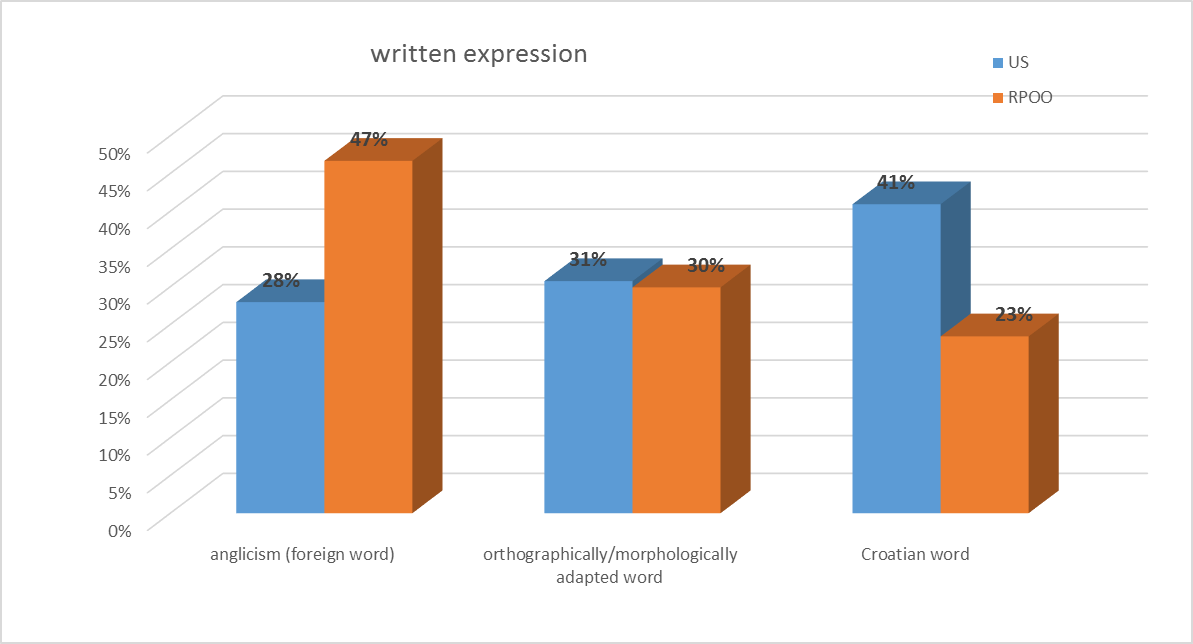 written expression
US
RPOO
50%
45%
40%
35%
30%
25%
20%
15%
10%
5%
0%
28%
47%
31%
30%
41%
23%
anglicism (foreign word)
orthographically/morphologically
adapted word
Croatian word